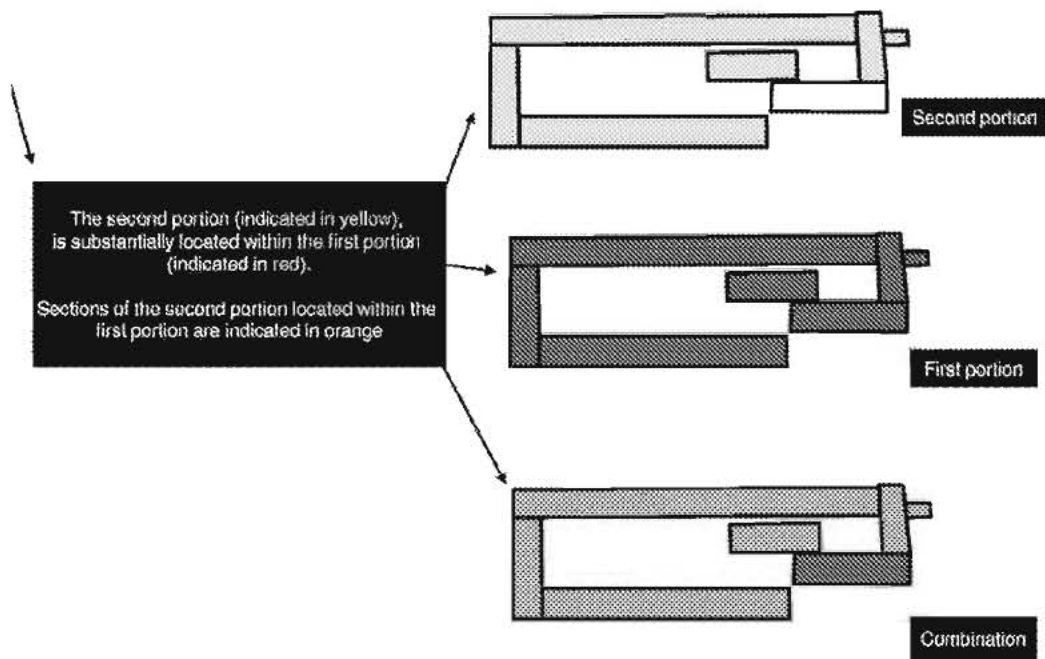 Second portion
The second portion (indicated in yellow),
is substantially located within the first portion
(indicated in red).
Sections of the second portion located within the
first portion are indicated in orange
First portion
Combination